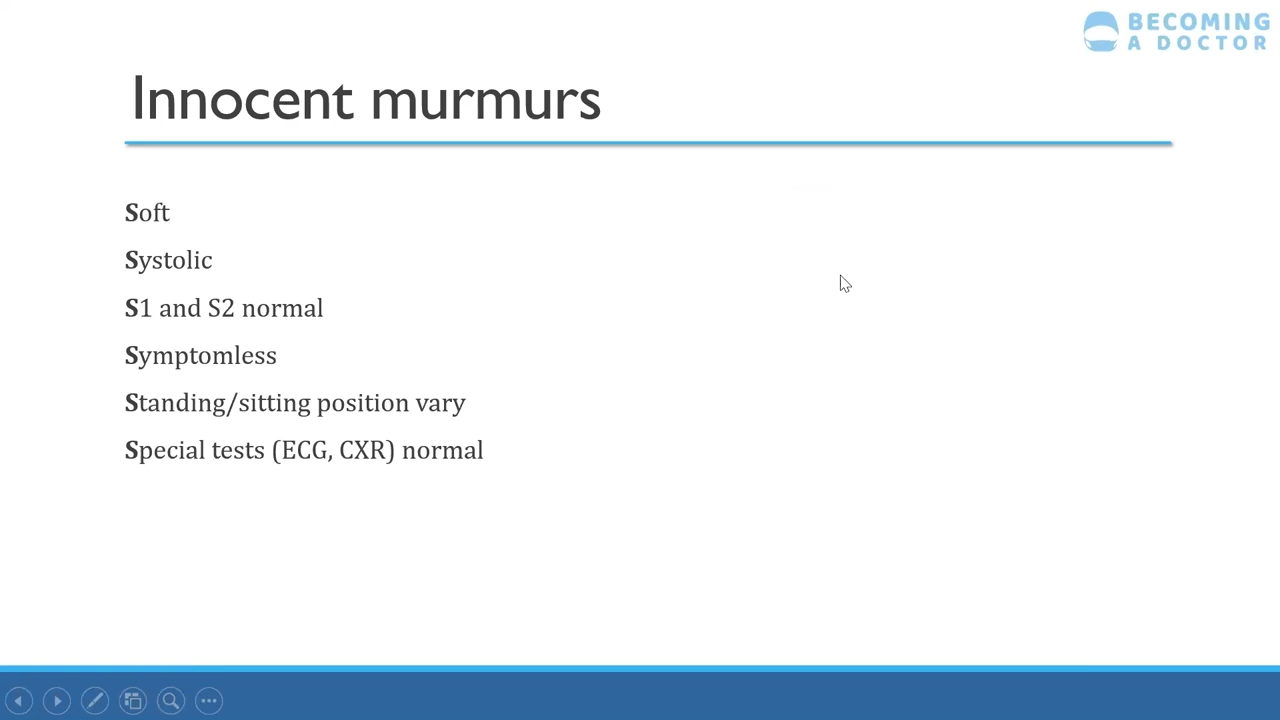 BECOMING
A DOCTOR
Innocent murmurs
Soft
Systolic
S1 and S2 normal
Symptomless
Standing/sitting position vary
Special tests (ECG, CXR) normal